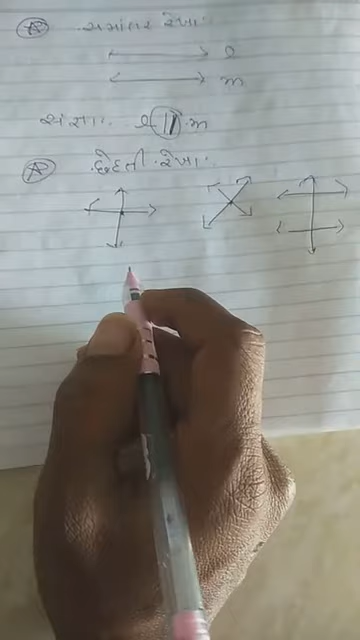 સમાંતર રેખા:
l
m
સંજ્ઞા: l || m
છેદતી રેખા: